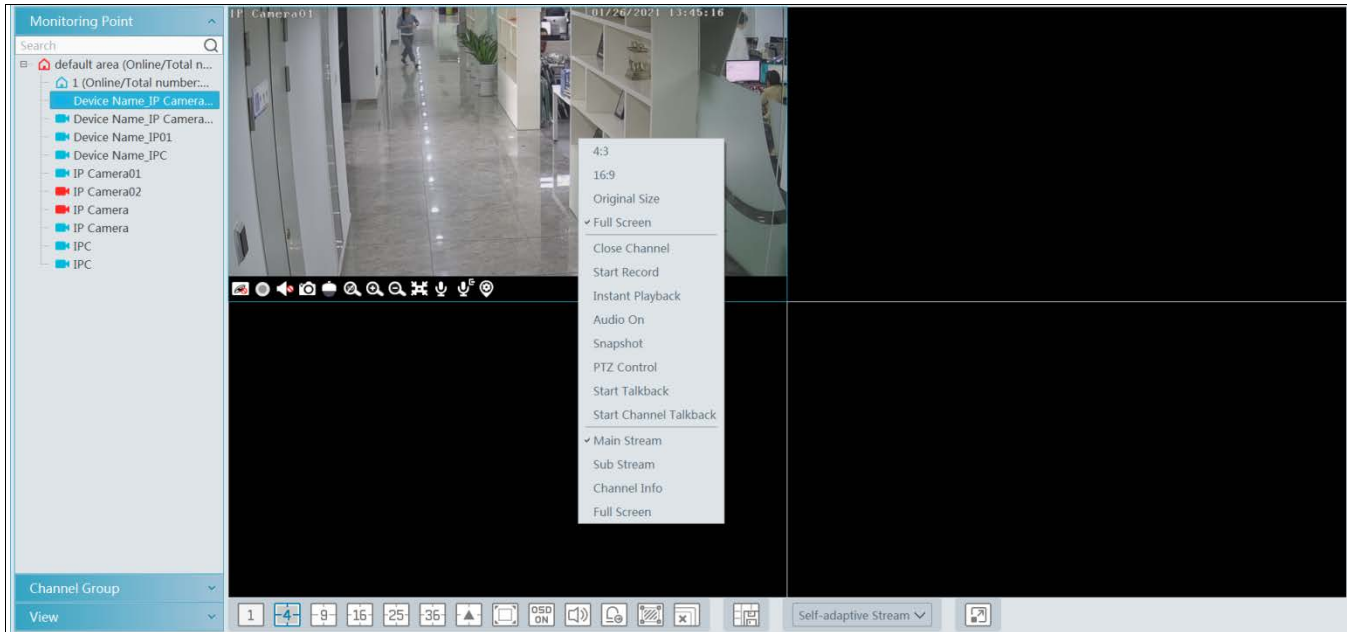 Monitoring Point
Search
default area (Online/Total n...
1 (Online/Total number:...
Device Name_IP Camera...
Device Name_IP Camera...
Device Name_IP01
Device Name_IPC
IP Camera01
IP Camera02
IP Camera
IP Camera
IPC
IPC
Channel Group
View
IP Camera01
01/26/2021 13:45:16
4:3
16:9
Original Size
Full Screen
Close Channel
Start Record
Instant Playback
Audio On
Snapshot
PTZ Control
Start Talkback
Start Channel Talkback
Main Stream
Sub Stream
Channel Info
Full Screen
1 4 9 16 25 36 OSD ON Self-adaptive Stream